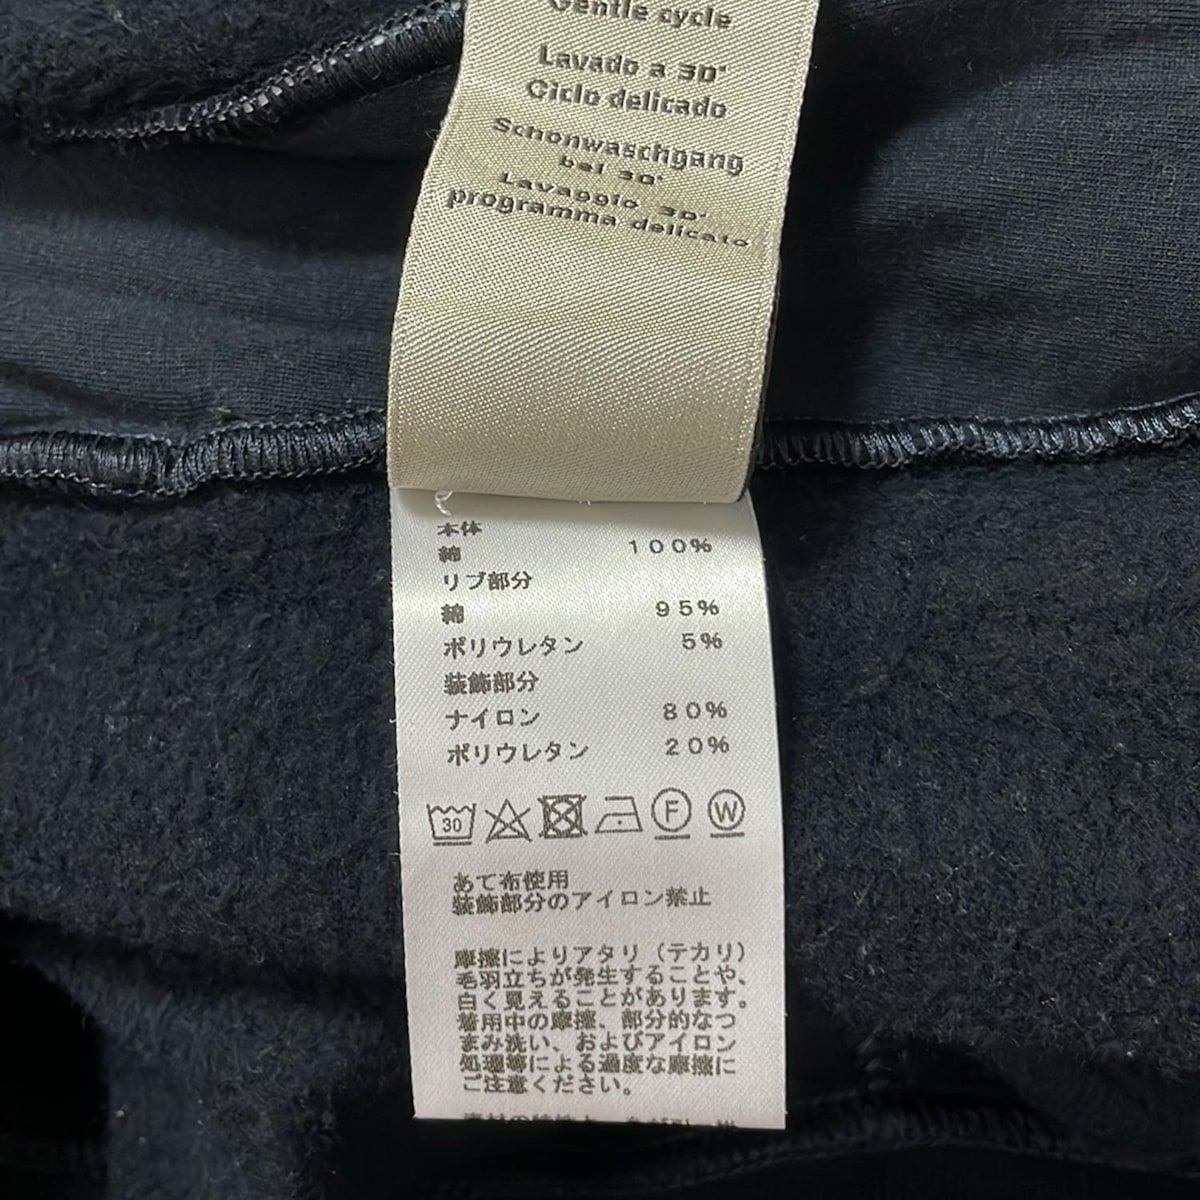 Gentle cycle
Lavado a 30°
Ciclo delicado
Schonwaschgang
bei 30°
Lavaggio 30°
programma delicato
本体
綿 100%
リブ部分
綿 95%
ポリウレタン 5%
装飾部分
ナイロン 80%
ポリウレタン 20%
30 F W
あて布使用
装飾部分のアイロン禁止
摩擦によりアタリ（テカリ）
毛羽立ちが発生することや、
白く見えることがあります。
着用中の摩擦、部分的なつ
まみ洗い、およびアイロン
処理等による過度な摩擦に
ご注意ください。